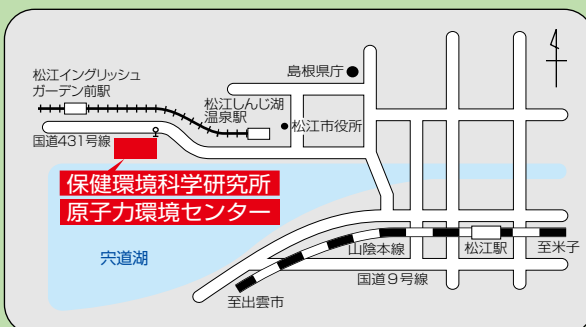 島根県庁
松江イングリッシュ
ガーデン前駅
松江しんじ湖
温泉駅
松江市役所
国道431号線
保健環境科学研究所
原子力環境センター
宍道湖
山陰本線
松江駅
至米子
国道9号線
至出雲市